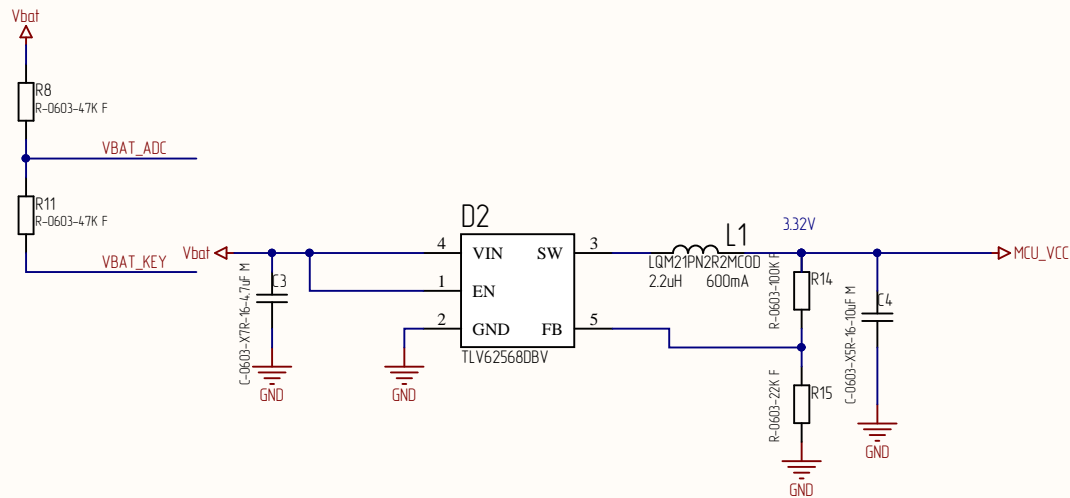 Vbat
R8
R-0603-47K F
VBAT_ADC
R11
R-0603-47K F
VBAT_KEY
Vbat
C3
C-0603-X7R-16-4.7uF M
GND
D2
4 VIN SW 3
1 EN
2 GND FB 5
TLV62568DBV
GND
L1
LQM21PN2R2MC0D
2.2uH 600mA
3.32V
MCU_VCC
R14
R-0603-100K F
R15
R-0603-22K F
GND
C4
C-0603-X5R-16-10uF M
GND